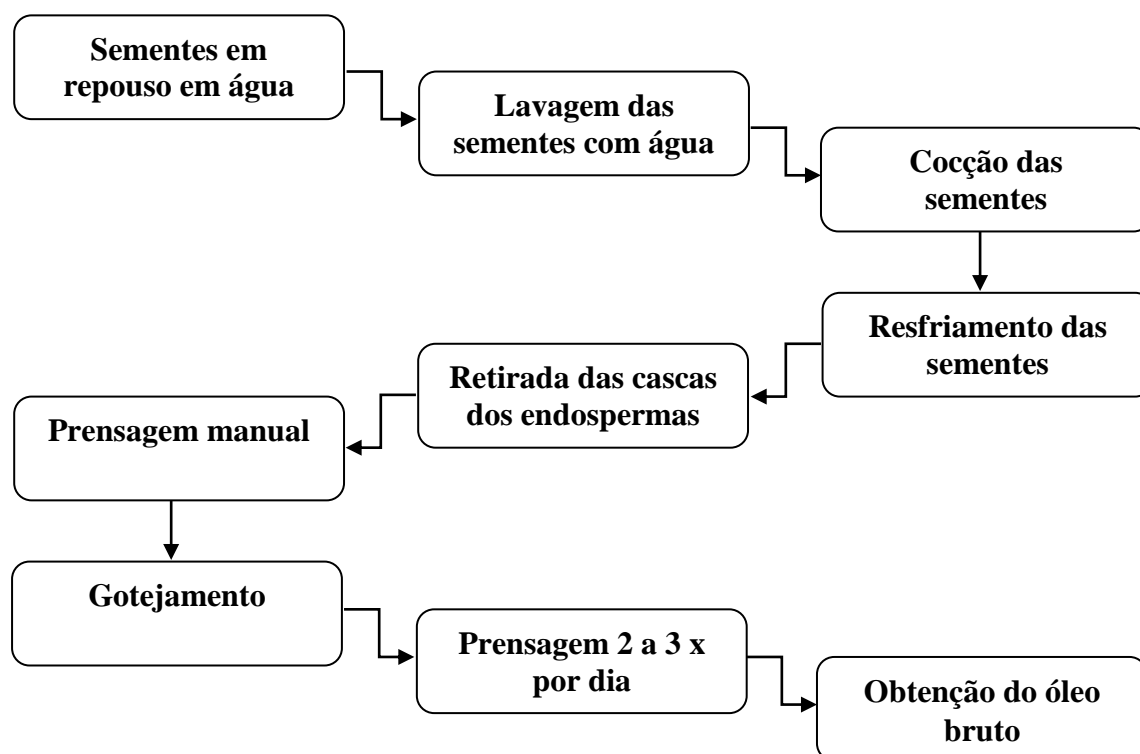 Sementes em
repouso em água
Lavagem das
sementes com água
Cocção das
sementes
Resfriamento das
sementes
Retirada das cascas
dos endospermas
Prensagem manual
Gotejamento
Prensagem 2 a 3 x
por dia
Obtenção do óleo
bruto